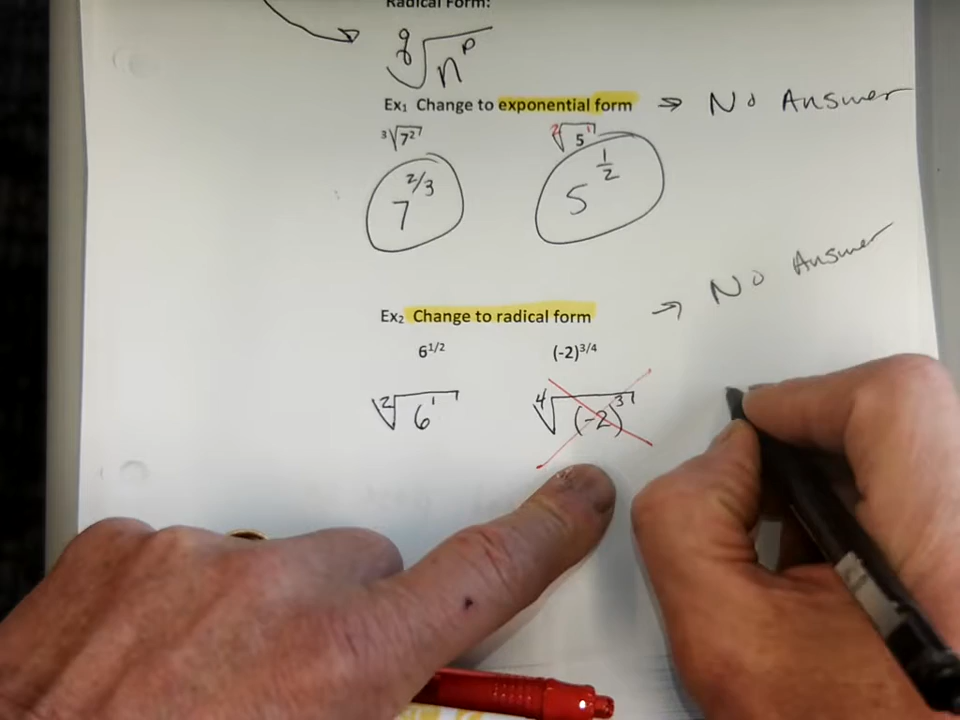 Radical Form:
q√n^p
Ex1 Change to exponential form → No Answer
3√7^2 2√5^1
7^2/3 5^1/2
Ex2 Change to radical form → No Answer
6^1/2 (-2)^3/4
2√6^1 4√(-2)^3